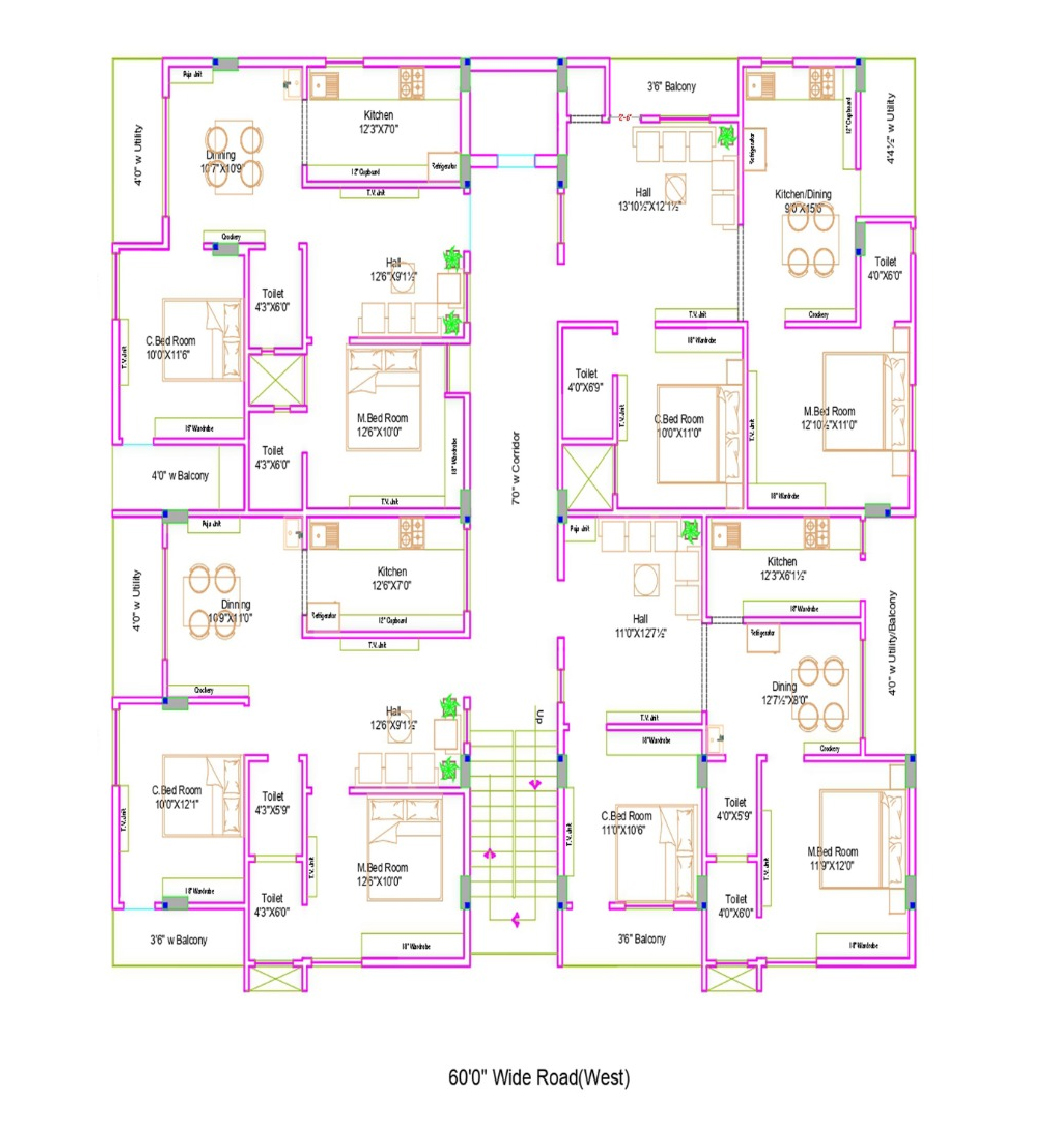 Puja Unit
4'0" w Utility
Dinning
10'7"X10'9"
Kiitchen
12'3"X7'0"
Refrigerator
18" Cupboard
T.V.Unit
Crockery
Hall
12'6"X9'1½"
Toilet
4'3"X6'0"
C.Bed Room
10'0"X11'6"
T.V.Unit
18" Wardrobe
M.Bed Room
12'6"X10'0"
18" Wardrobe
T.V.Unit
Toilet
4'3"X6'0"
4'0" w Balcony
7'0" w Corridor
3'6" Balcony
2'-6"
Hall
13'10½"X12'1½"
Refrigerator
18" Cupboard
4'4½" w Utility
Kitchen/Dining
9'0"X15'6"
Toilet
4'0"X6'0"
T.V.Unit
Crockery
18" Wardrobe
Toilet
4'0"X6'9"
T.V.Unit
C.Bed Room
10'0"X11'0"
T.V.Unit
M.Bed Room
12'10½"X11'0"
18" Wardrobe
Puja Unit
4'0" w Utility
Dinning
10'9"X11'0"
Kitchen
12'6"X7'0"
Refrigerator
18" Cupboard
T.V.Unit
Crockery
Hall
12'6"X9'1½"
C.Bed Room
10'0"X12'1"
T.V.Unit
18" Wardrobe
Toilet
4'3"X5'9"
T.V.Unit
M.Bed Room
12'6"X10'0"
Toilet
4'3"X6'0"
18" Wardrobe
3'6" w Balcony
Up
Puja Unit
Hall
11'0"X12'7½"
Kitchen
12'3"X6'1½"
18" Wardrobe
Refrigerator
4'0" w Utility/Balcony
Dining
12'7½"X8'0"
Crockery
T.V.Unit
18"Wardrobe
T.V.Unit
C.Bed Room
11'0"X10'6"
Toilet
4'0"X5'9"
T.V.Unit
M.Bed Room
11'9"X12'0"
Toilet
4'0"X6'0"
18" Wardrobe
3'6" Balcony
60'0" Wide Road(West)